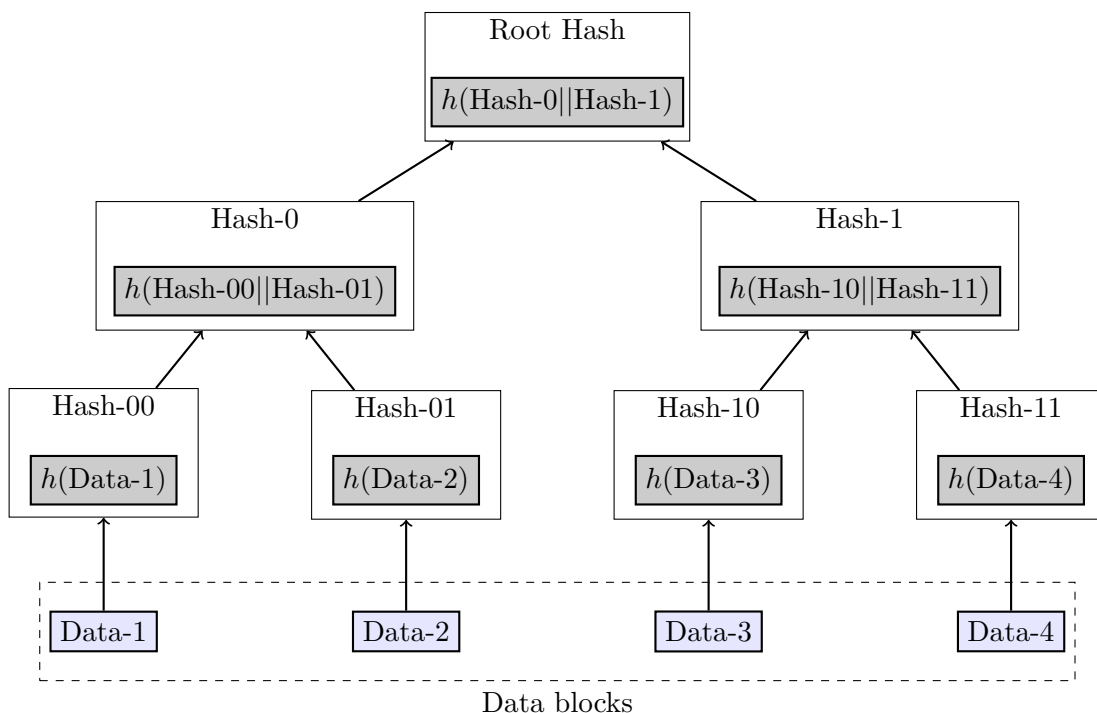 Root Hash
h(Hash-0||Hash-1)
Hash-0
Hash-1
h(Hash-00||Hash-01)
h(Hash-10||Hash-11)
Hash-00
Hash-01
Hash-10
Hash-11
h(Data-1)
h(Data-2)
h(Data-3)
h(Data-4)
Data-1
Data-2
Data-3
Data-4
Data blocks